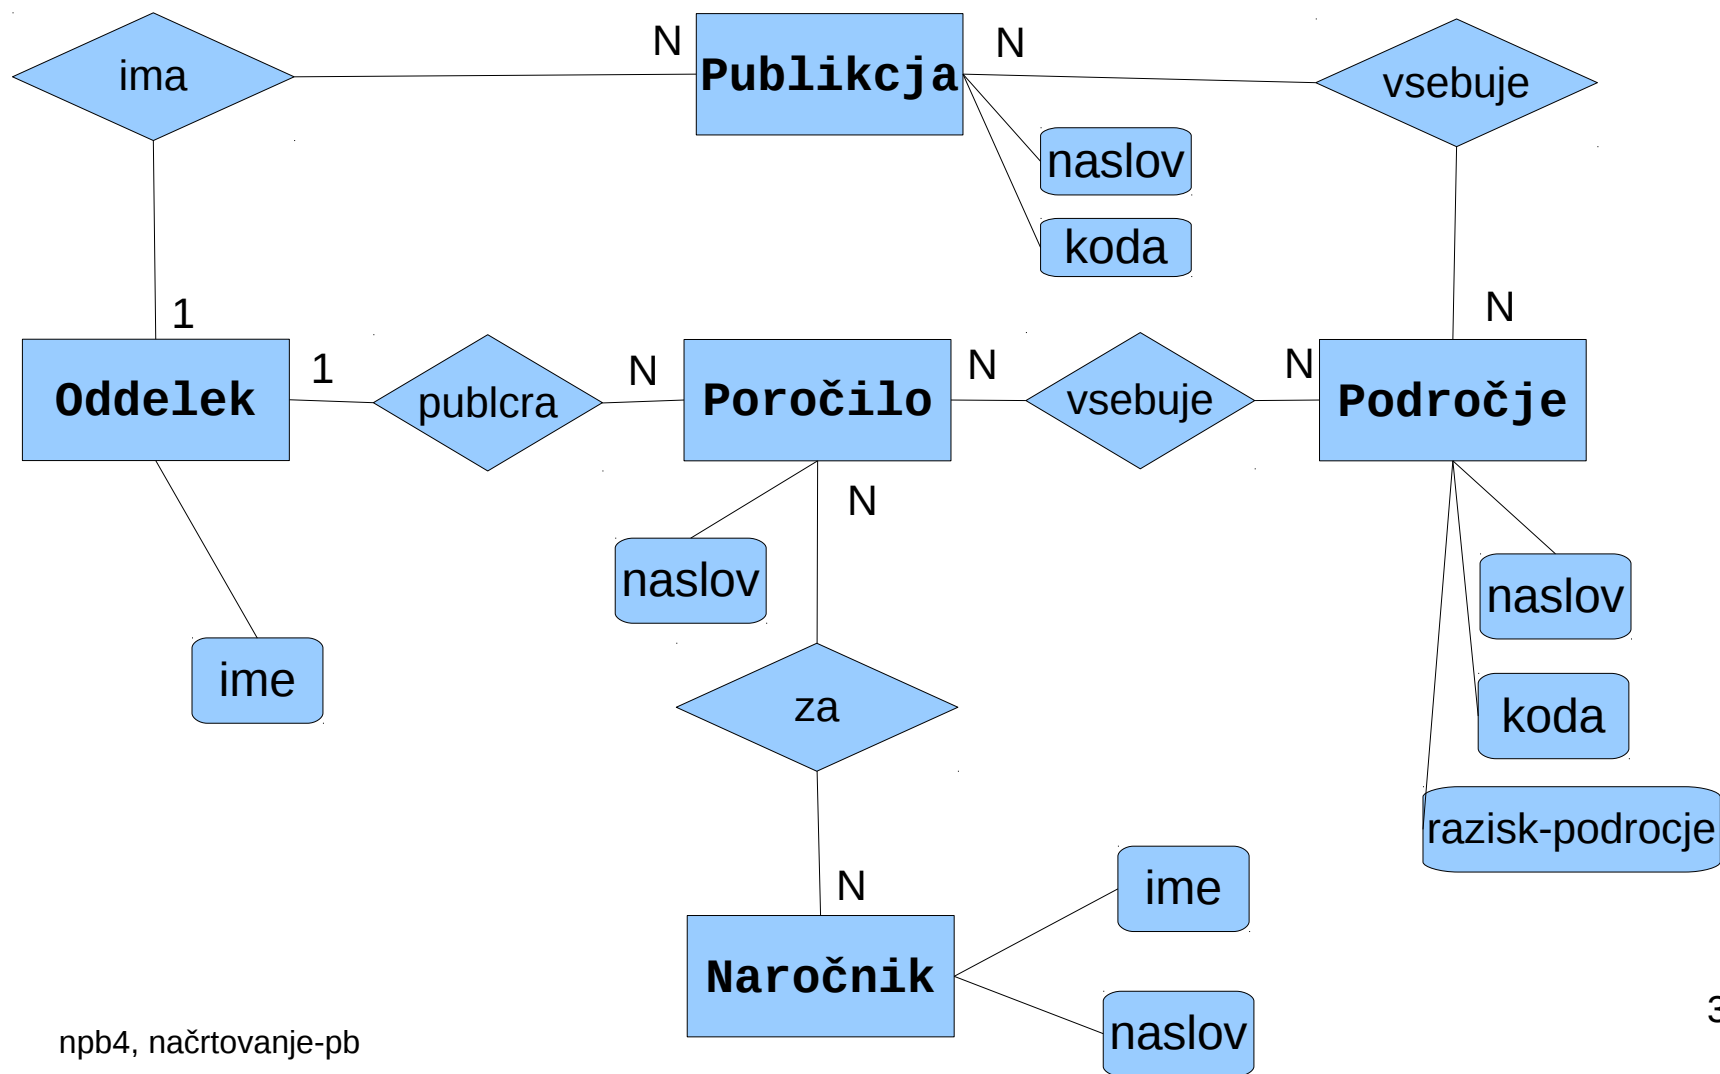 ima
N
Publikcja
N
vsebuje
naslov
koda
1
N
Oddelek
1
publcra
N
Poročilo
N
vsebuje
N
Področje
N
naslov
naslov
ime
koda
za
razisk-podrocje
N
ime
Naročnik
naslov
npb4, načrtovanje-pb
3